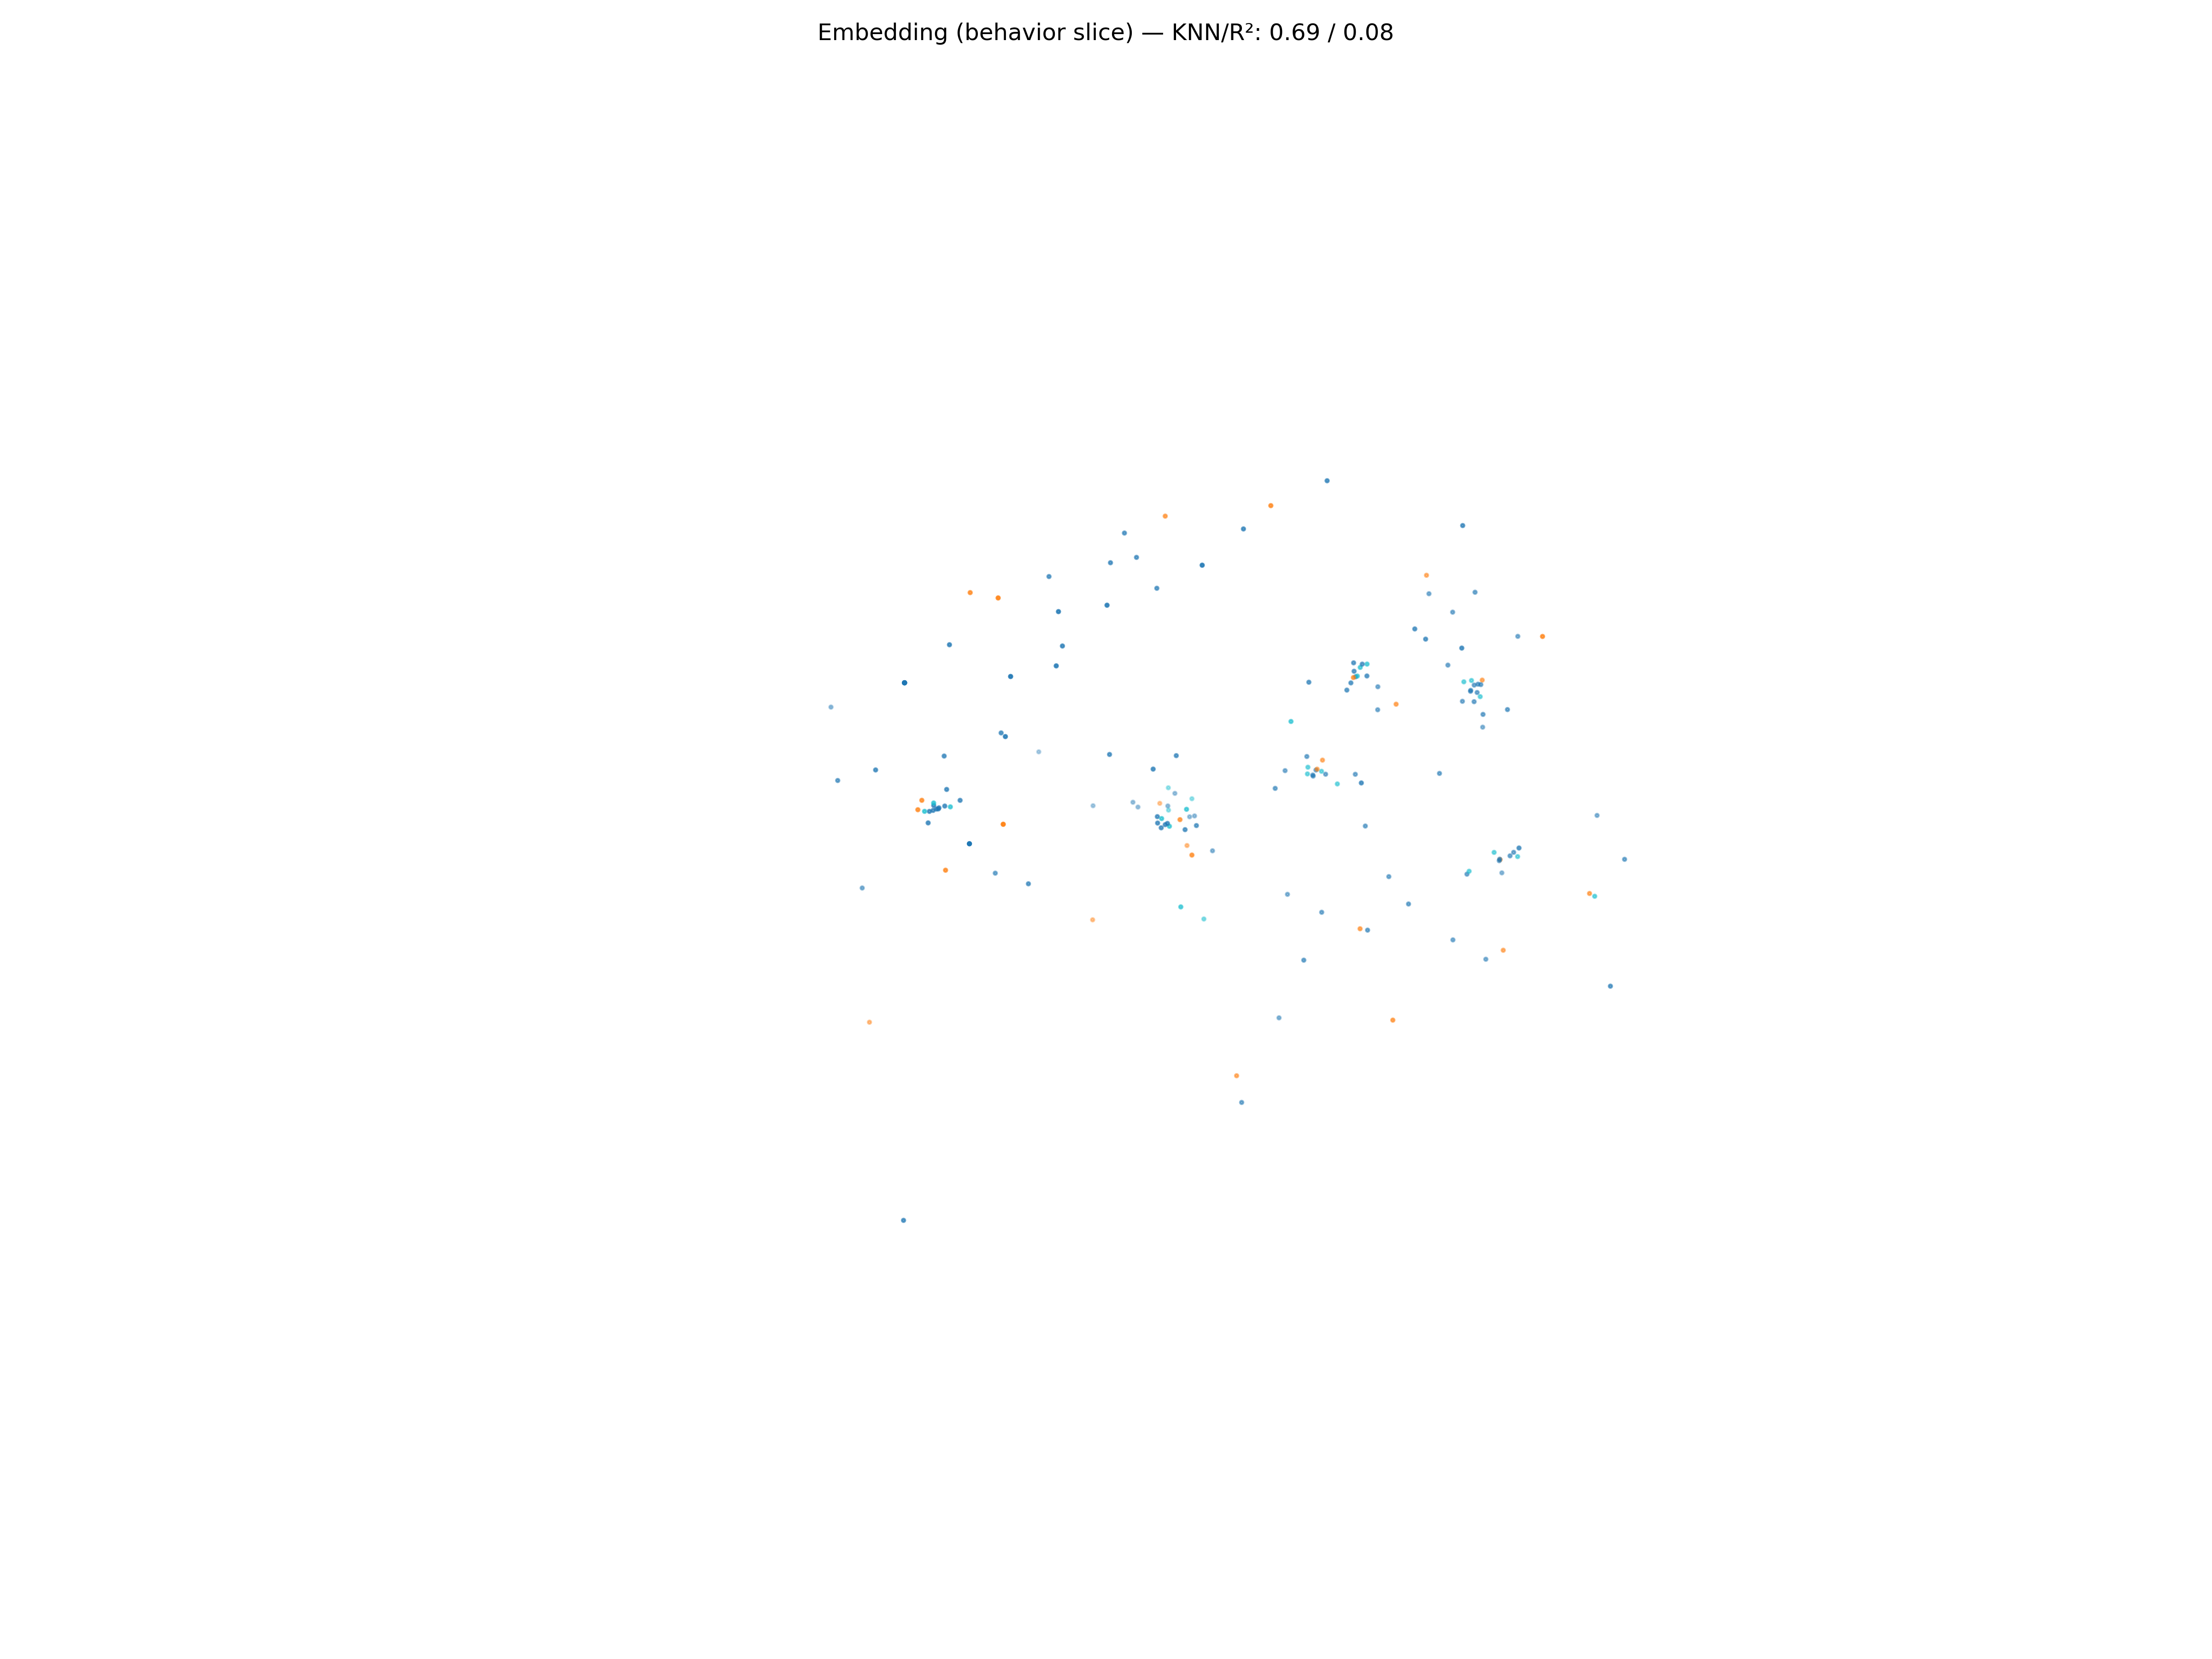 Embedding (behavior slice) — KNN/R²: 0.69 / 0.08